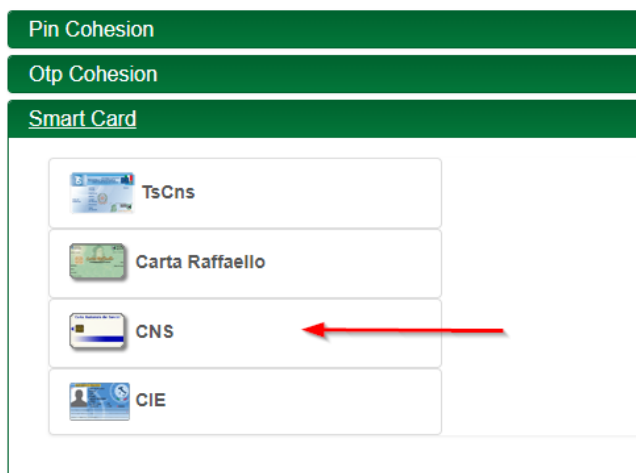 Pin Cohesion
Otp Cohesion
Smart Card
TsCns
Carta Raffaello
CNS
CIE